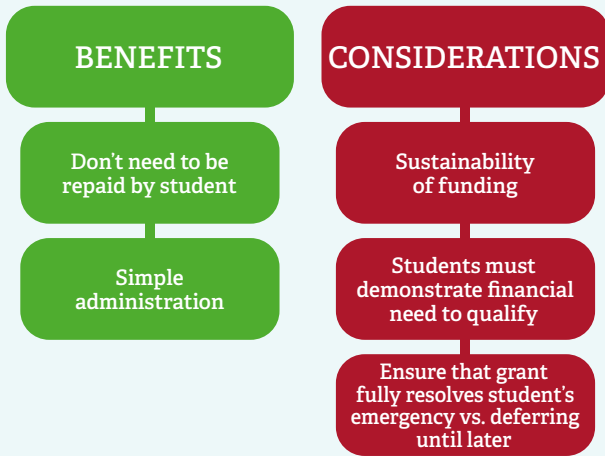 BENEFITS
Don't need to be
repaid by student
Simple
administration
CONSIDERATIONS
Sustainability
of funding
Students must
demonstrate financial
need to qualify
Ensure that grant
fully resolves student's
emergency vs. deferring
until later